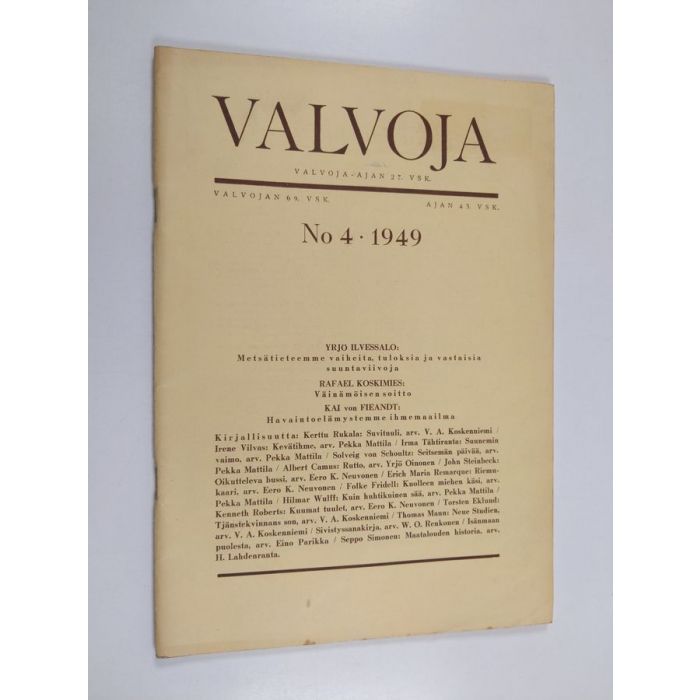 VALVOJA
VALVOJA-AJAN 27. VSK.
VALVOJAN 69. VSK. AJAN 43. VSK.
No 4 · 1949
YRJO ILVESSALO:
Metsätieteemme vaiheita, tuloksia ja vastaisia
suuntaviivoja
RAFAEL KOSKIMIES:
Väinämöisen soitto
KAI von FIEANDT:
Havaintoelämystemme ihmemaailma
Kirjallisuutta: Kerttu Rukala: Suvituuli, arv. V. A. Koskenniemi /
Irene Vilvas: Kevätihme, arv. Pekka Mattila / Irma Tähtiranta: Suunemin
vaimo, arv. Pekka Mattila / Solveig von Schoultz: Seitsemän päivää, arv.
Pekka Mattila / Albert Camus: Rutto, arv. Yrjö Oinonen / John Steinbeck:
Oikutteleva bussi, arv. Eero K. Neuvonen / Erich Maria Remarque: Riemu-
kaari, arv. Eero K. Neuvonen / Folke Fridell: Kuolleen miehen käsi, arv.
Pekka Mattila / Hilmar Wulff: Kuin huhtikuinen sää, arv. Pekka Mattila /
Kenneth Roberts: Kuumat tuulet, arv. Eero K. Neuvonen / Torsten Eklund:
Tjänstekvinnans son, arv. V. A. Koskenniemi / Thomas Mann: Neue Studien,
arv. V. A. Koskenniemi / Sivistyssanakirja, arv. W. O. Renkonen / Isänmaan
puolesta, arv. Eino Parikka / Seppo Simonen: Maatalouden historia, arv.
H. Lahdenranta.